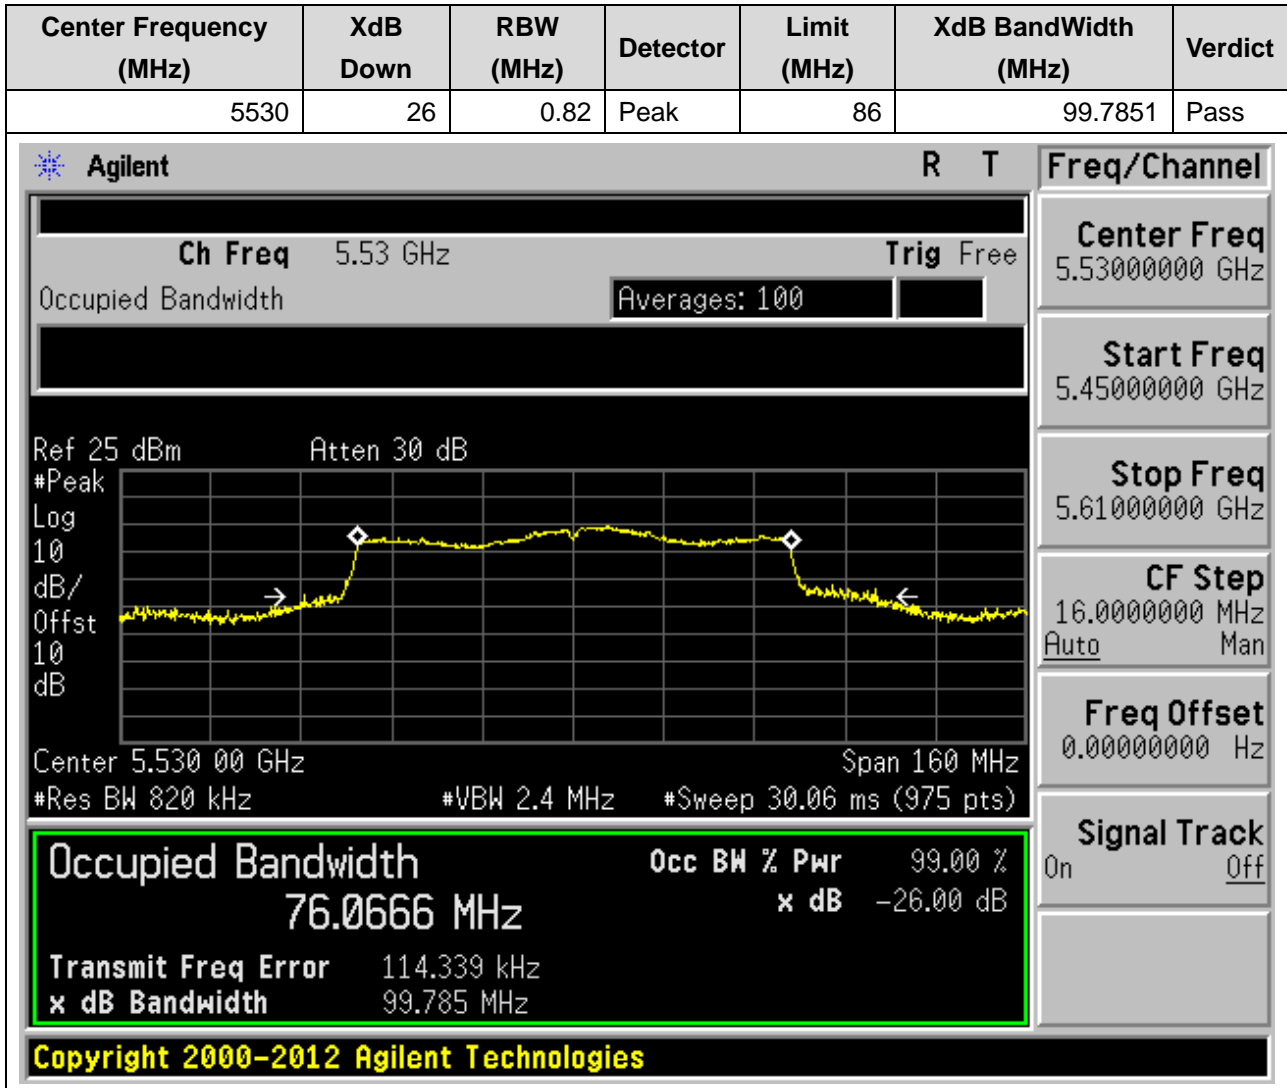 Center Frequency (MHz) XdB Down RBW (MHz) Detector Limit (MHz) XdB BandWidth (MHz) Verdict
5530 26 0.82 Peak 86 99.7851 Pass
Agilent R T
Ch Freq 5.53 GHz Trig Free
Occupied Bandwidth Averages: 100
Ref 25 dBm Atten 30 dB
#Peak
Log
10
dB/
Offst
10
dB
Center 5.530 00 GHz Span 160 MHz
#Res BW 820 kHz #VBW 2.4 MHz #Sweep 30.06 ms (975 pts)
Occupied Bandwidth Occ BW % Pwr 99.00 %
76.0666 MHz x dB -26.00 dB
Transmit Freq Error 114.339 kHz
x dB Bandwidth 99.785 MHz
Copyright 2000-2012 Agilent Technologies
Freq/Channel
Center Freq
5.53000000 GHz
Start Freq
5.45000000 GHz
Stop Freq
5.61000000 GHz
CF Step
16.0000000 MHz
Auto Man
Freq Offset
0.00000000 Hz
Signal Track
On Off